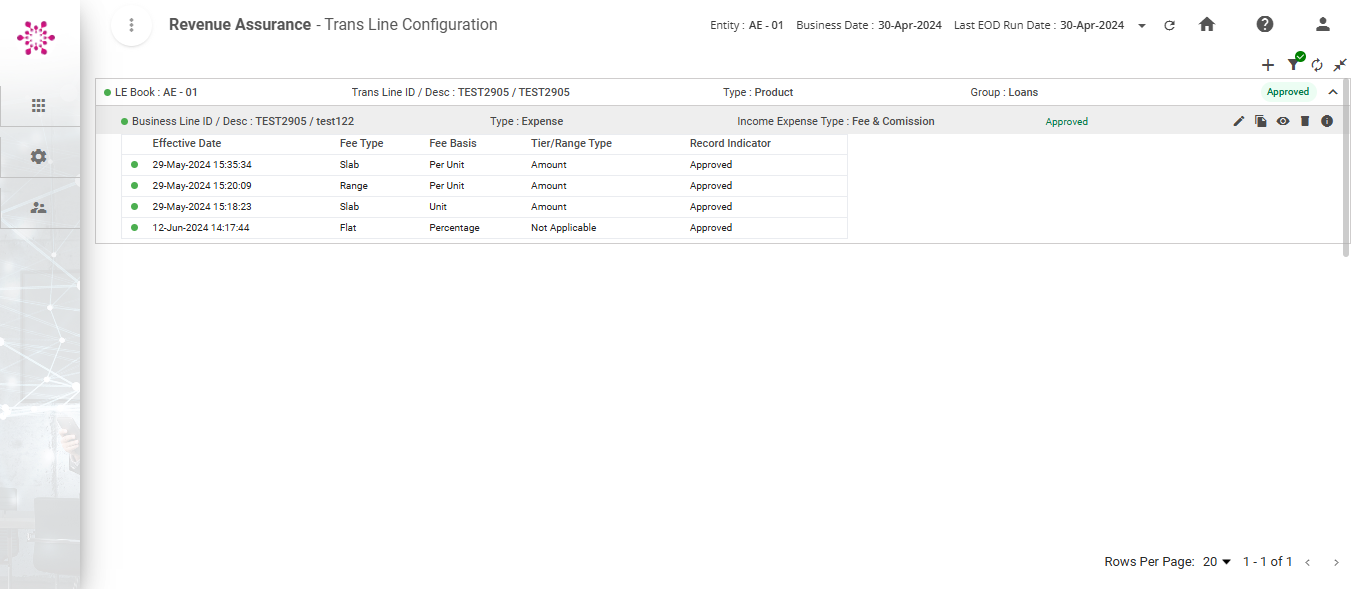 Revenue Assurance - Trans Line Configuration
Entity : AE - 01 Business Date : 30-Apr-2024 Last EOD Run Date : 30-Apr-2024
LE Book : AE - 01 Trans Line ID / Desc : TEST2905 / TEST2905 Type : Product Group : Loans Approved
Business Line ID / Desc : TEST2905 / test122 Type : Expense Income Expense Type : Fee & Comission Approved
Effective Date Fee Type Fee Basis Tier/Range Type Record Indicator
29-May-2024 15:35:34 Slab Per Unit Amount Approved
29-May-2024 15:20:09 Range Per Unit Amount Approved
29-May-2024 15:18:23 Slab Unit Amount Approved
12-Jun-2024 14:17:44 Flat Percentage Not Applicable Approved
Rows Per Page: 20 1 - 1 of 1